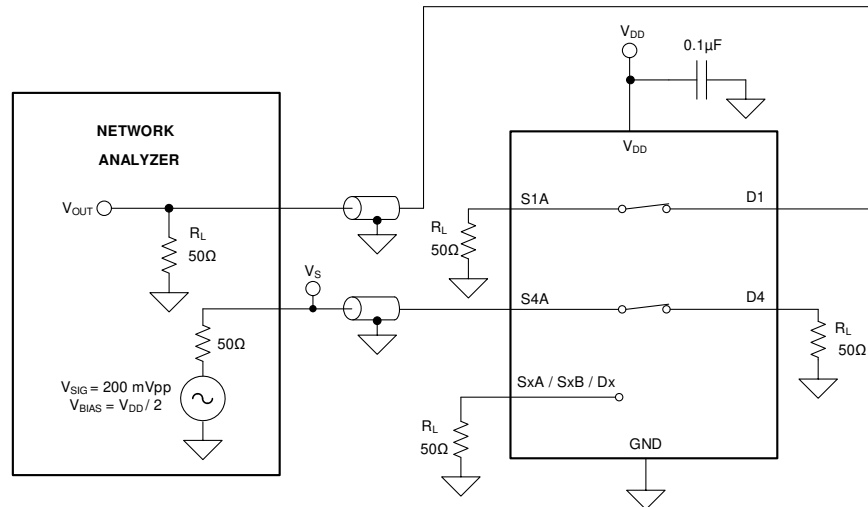 V_DD
0.1µF
NETWORK
ANALYZER
V_DD
V_OUT
S1A
D1
R_L
50Ω
R_L
50Ω
V_S
S4A
D4
50Ω
R_L
50Ω
V_SIG = 200 mVpp
V_BIAS = V_DD / 2
SxA / SxB / Dx
R_L
50Ω
GND